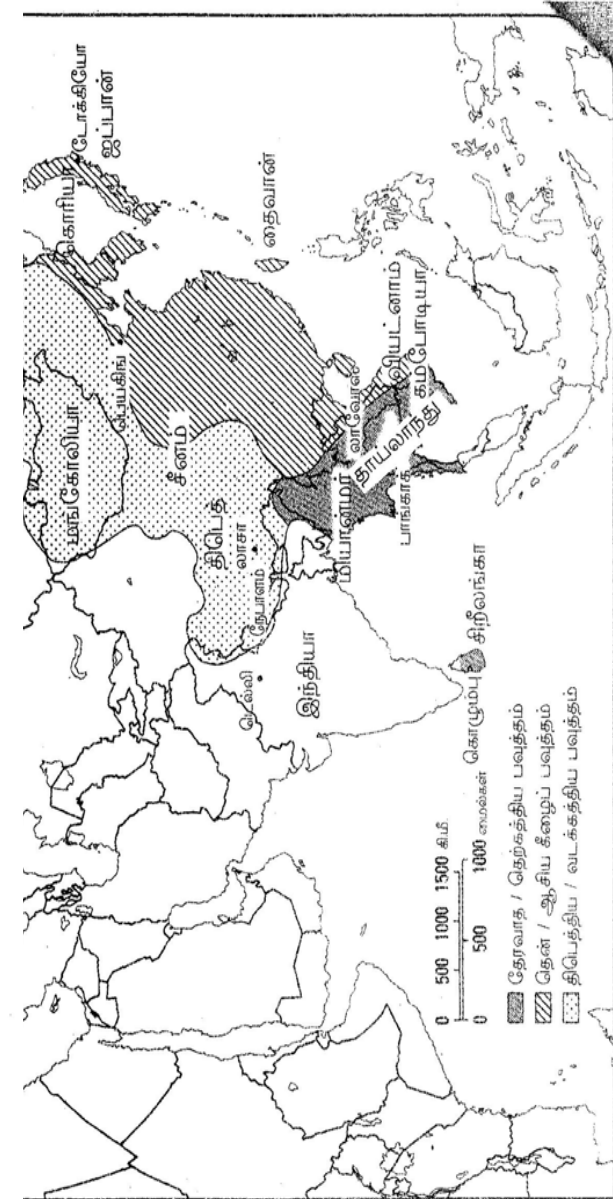 மங்கோலியா
கொரியா
டோக்கியோ
ஜப்பான்
பெய்கிங்
சீனம்
தைவான்
திபெத்
லாசா
நேபாளம்
டெல்லி
இந்தியா
மியான்மா
லாவோஸ்
வியட்னாம்
கம்போடியா
தாய்லாந்து
பாங்காக்
கொழும்பு
சிறீலங்கா
0 500 1000 1500 கி.மீ
0 500 1000 மைல்கள்
தேரவாத / தெற்கத்திய பவுத்தம்
தென் / ஆசிய கீழைப் பவுத்தம்
திபெத்திய / வடக்கத்திய பவுத்தம்